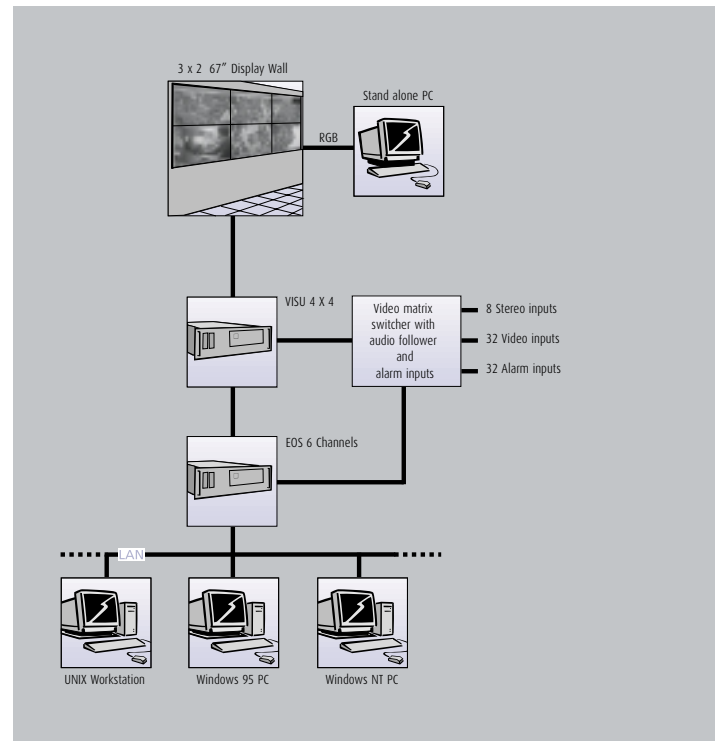 3 x 2 67" Display Wall
Stand alone PC
RGB
VISU 4 X 4
Video matrix
switcher with
audio follower
and
alarm inputs
8 Stereo inputs
32 Video inputs
32 Alarm inputs
EOS 6 Channels
LAN
UNIX Workstation
Windows 95 PC
Windows NT PC